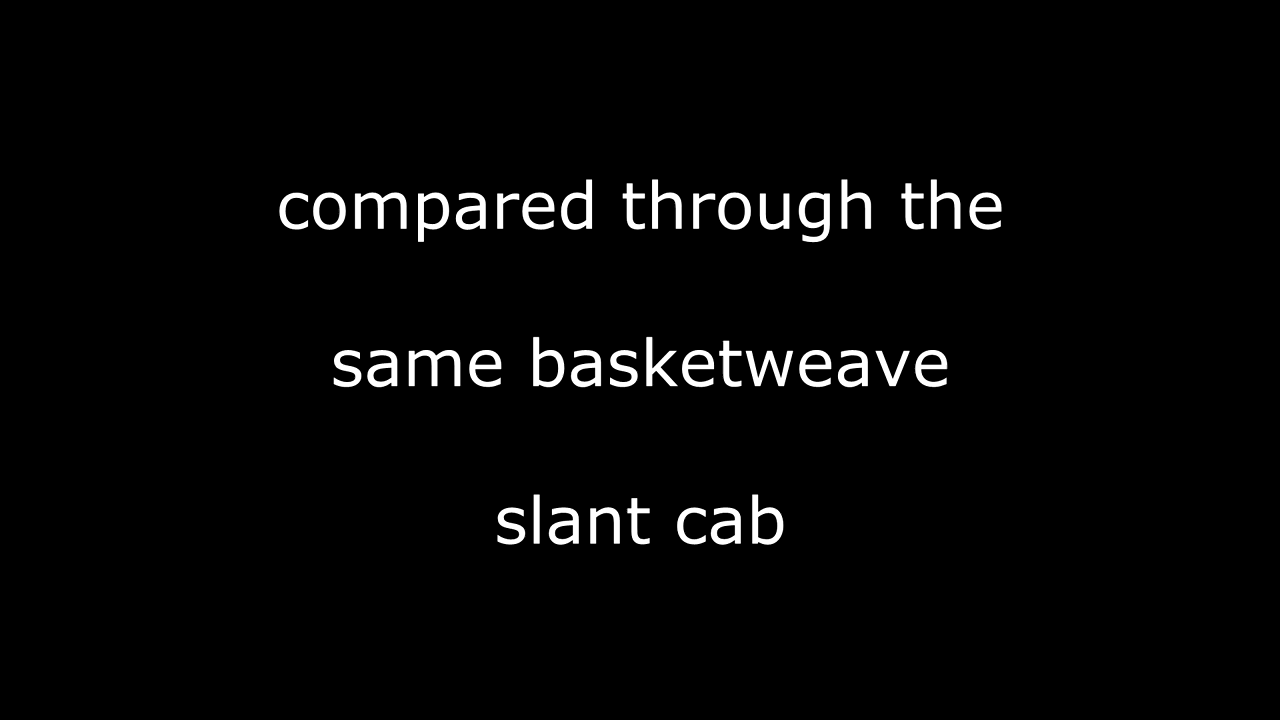 compared through the
same basketweave
slant cab